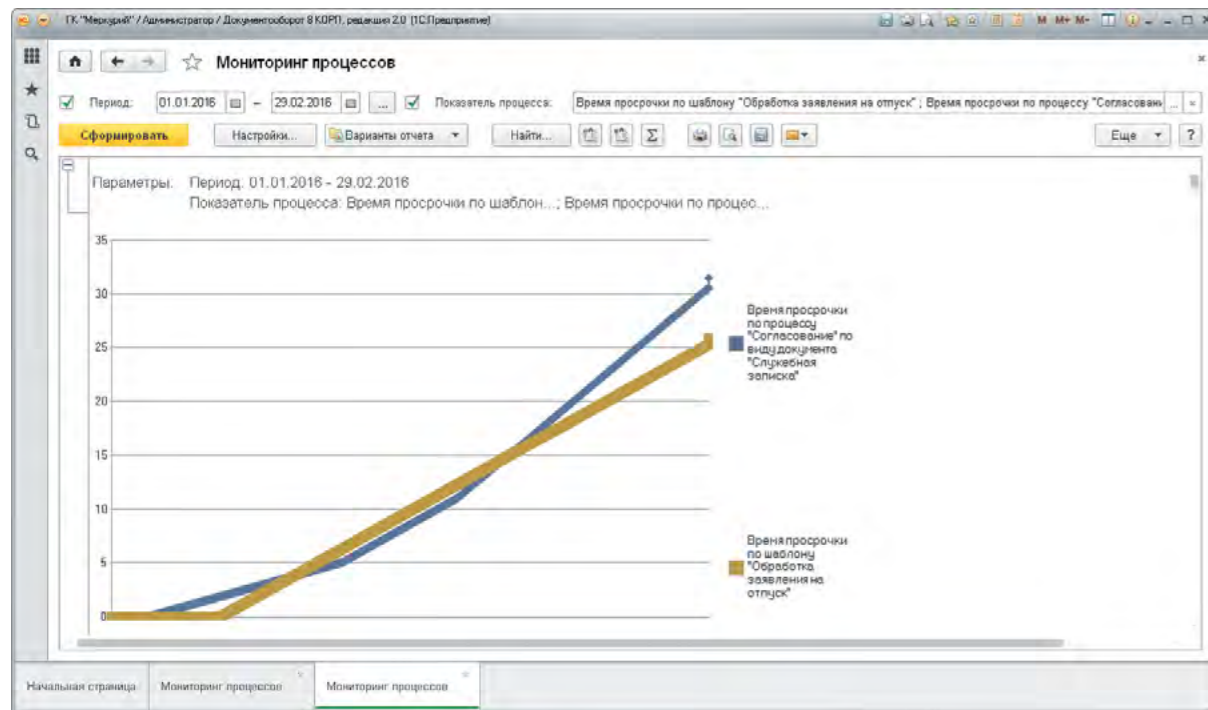 ГК "Меркурий" / Администратор / Документооборот 8 КОРП, редакция 2.0 (1С:Предприятие)
M M+ M-
Мониторинг процессов
Период: 01.01.2016 – 29.02.2016 ... Показатель процесса: Время просрочки по шаблону "Обработка заявления на отпуск" ; Время просрочки по процессу "Согласовани ...
Сформировать Настройки... Варианты отчета Найти... Σ Еще ?
Параметры: Период: 01.01.2016 - 29.02.2016
Показатель процесса: Время просрочки по шаблон...; Время просрочки по процес...
35
30
25
20
15
10
5
0
Время просрочки
по процессу
"Согласование" по
виду документа
"Служебная
записка"
Время просрочки
по шаблону
"Обработка
заявления на
отпуск"
Начальная страница Мониторинг процессов Мониторинг процессов